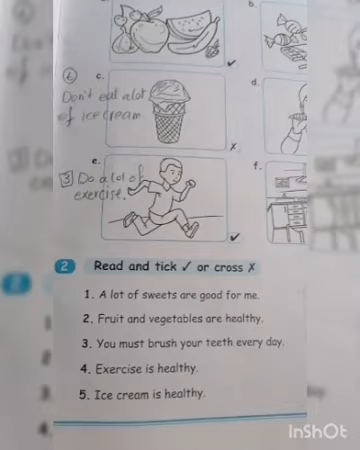 b.
6 c.
d.
Don't eat alot
of ice cream
e.
f.
3 Do a lot of
exercise.
2 Read and tick ✓ or cross ✗
1. A lot of sweets are good for me.
2. Fruit and vegetables are healthy.
3. You must brush your teeth every day.
4. Exercise is healthy.
5. Ice cream is healthy.
InShOt